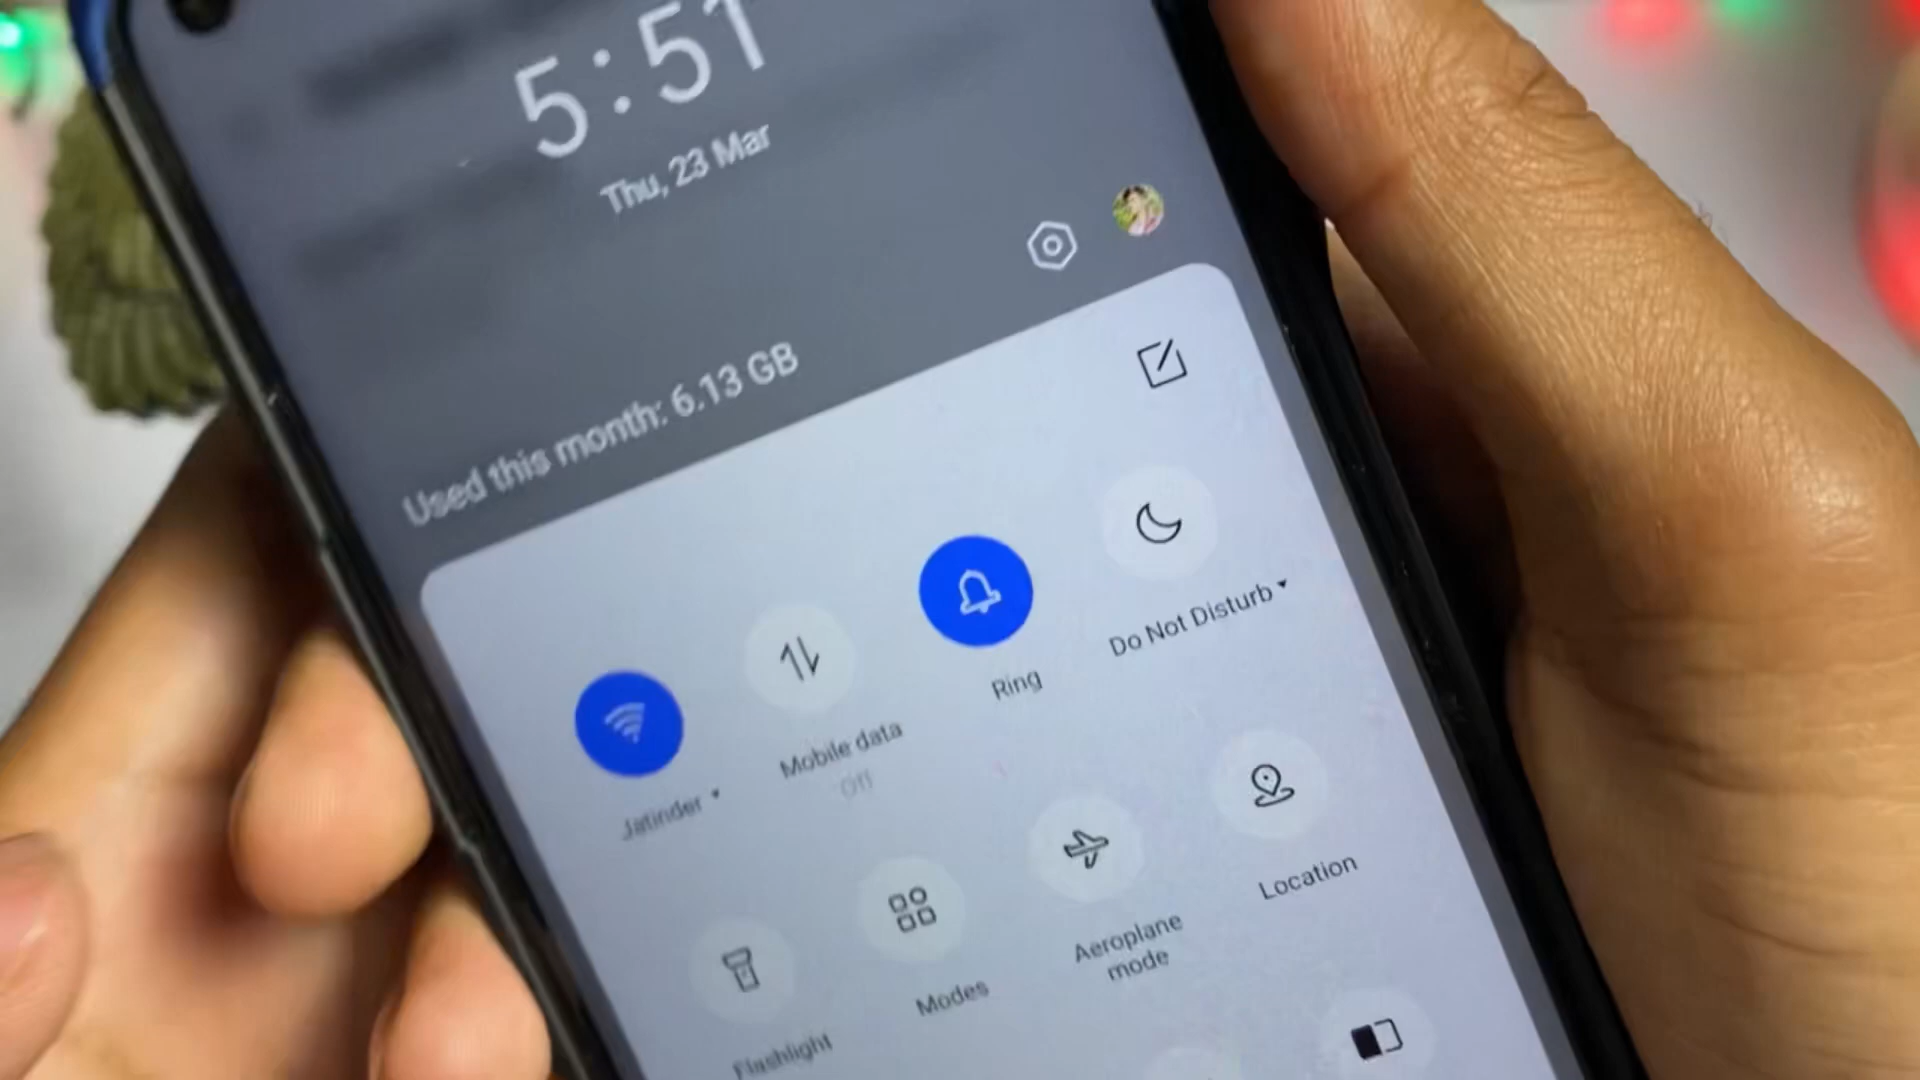 5:51
Thu, 23 Mar
Used this month: 6.13 GB
Jatinder
Mobile data
Off
Ring
Do Not Disturb
Flashlight
Modes
Aeroplane
mode
Location